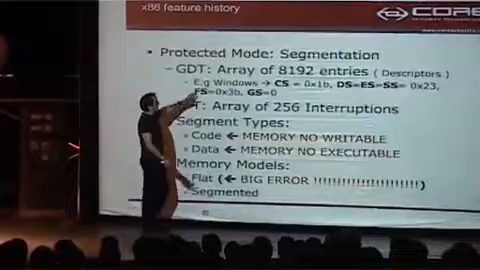 x86 feature history
CORE
Protected Mode: Segmentation
GDT: Array of 8192 entries ( Descriptors )
E.g Windows → CS = 0x1b, DS=ES=SS= 0x23,
FS=0x3b, GS=0
T: Array of 256 Interruptions
Segment Types:
Code ← MEMORY NO WRITABLE
Data ← MEMORY NO EXECUTABLE
Memory Models:
Flat (← BIG ERROR !!!!!!!!!!!!!!!!!!!!!!!!!!!!!!)
Segmented